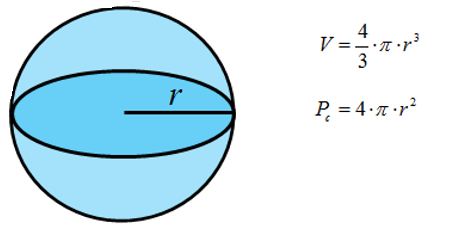 r
V = 4/3 · π · r³
P_c = 4 · π · r²